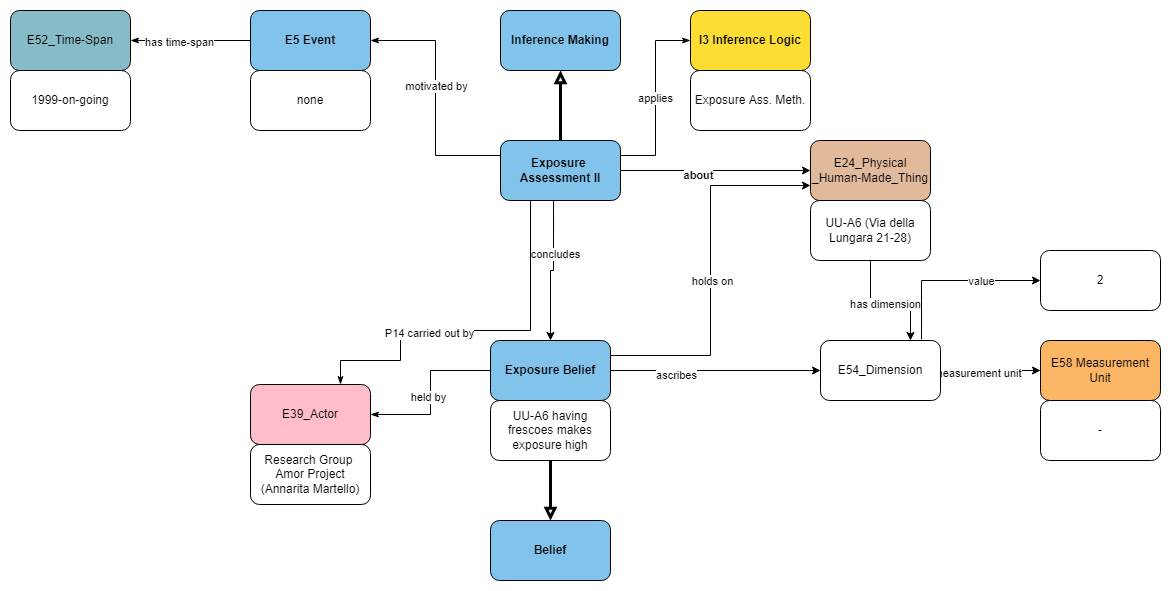 E52_Time-Span
has time-span
E5 Event
Inference Making
I3 Inference Logic
1999-on-going
none
motivated by
applies
Exposure Ass. Meth.
Exposure
Assessment II
about
E24_Physical
_Human-Made_Thing
UU-A6 (Via della
Lungara 21-28)
concludes
holds on
has dimension
value
2
P14 carried out by
Exposure Belief
ascribes
E54_Dimension
measurement unit
E58 Measurement
Unit
held by
E39_Actor
UU-A6 having
frescoes makes
exposure high
-
Research Group
Amor Project
(Annarita Martello)
Belief